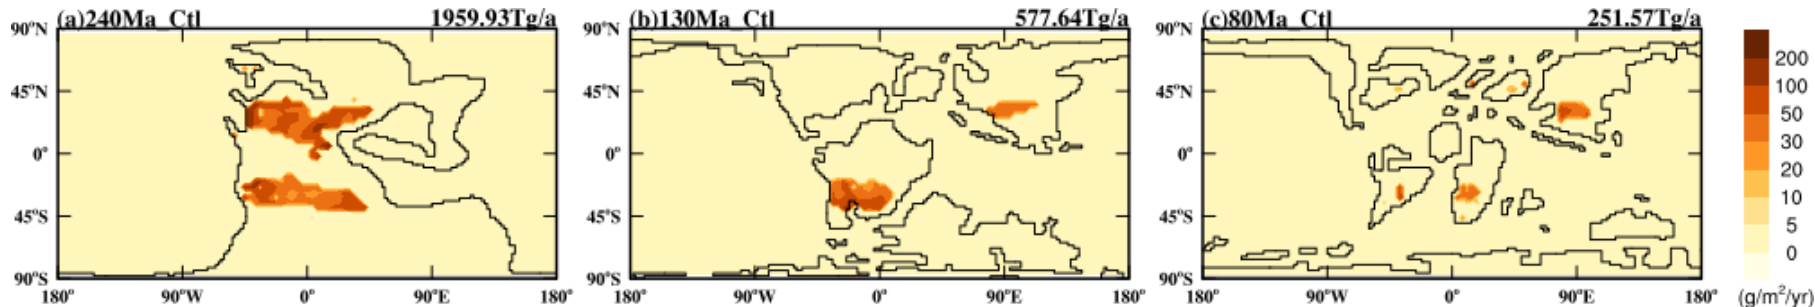 (a)240Ma_Ctl 1959.93Tg/a
(b)130Ma_Ctl 577.64Tg/a
(c)80Ma_Ctl 251.57Tg/a
90°N 45°N 0° 45°S 90°S
180° 90°W 0° 90°E 180°
90°N 45°N 0° 45°S 90°S
180° 90°W 0° 90°E 180°
90°N 45°N 0° 45°S 90°S
180° 90°W 0° 90°E 180°
200
100
50
30
20
10
5
0
(g/m²/yr)